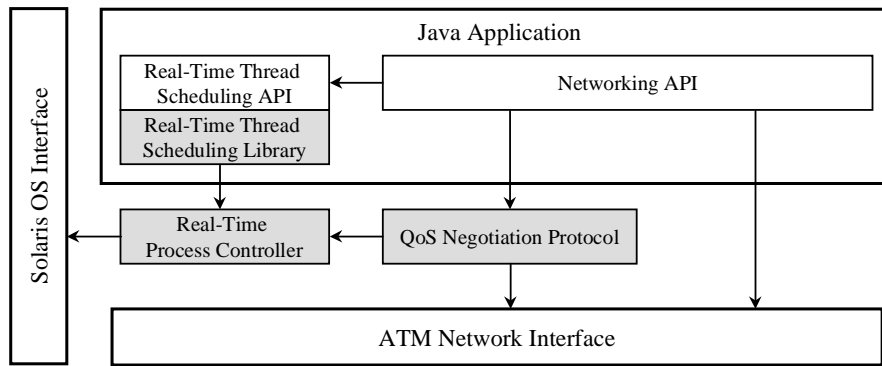 Solaris OS Interface
Java Application
Real-Time Thread
Scheduling API
Networking API
Real-Time Thread
Scheduling Library
Real-Time
Process Controller
QoS Negotiation Protocol
ATM Network Interface